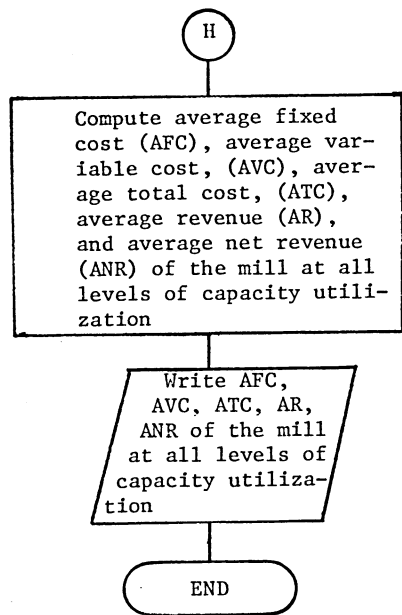 H
Compute average fixed
cost (AFC), average var-
iable cost, (AVC), aver-
age total cost, (ATC),
average revenue (AR),
and average net revenue
(ANR) of the mill at all
levels of capacity utili-
zation
Write AFC,
AVC, ATC, AR,
ANR of the mill
at all levels of
capacity utiliza-
tion
END